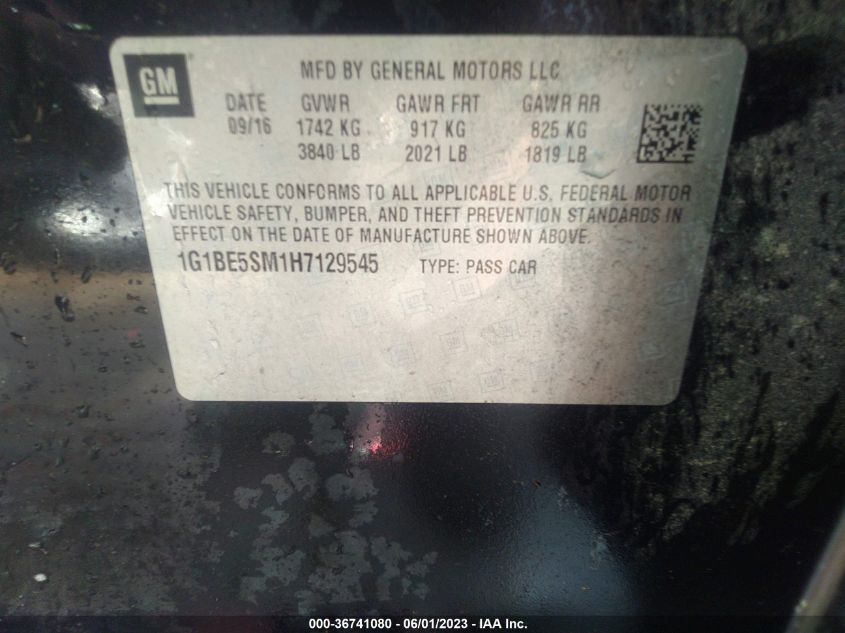 GM
MFD BY GENERAL MOTORS LLC
DATE GVWR GAWR FRT GAWR RR
09/16 1742 KG 917 KG 825 KG
3840 LB 2021 LB 1819 LB
THIS VEHICLE CONFORMS TO ALL APPLICABLE U.S. FEDERAL MOTOR
VEHICLE SAFETY, BUMPER, AND THEFT PREVENTION STANDARDS IN
EFFECT ON THE DATE OF MANUFACTURE SHOWN ABOVE.
1G1BE5SM1H7129545 TYPE: PASS CAR
000-36741080 - 06/01/2023 - IAA Inc.